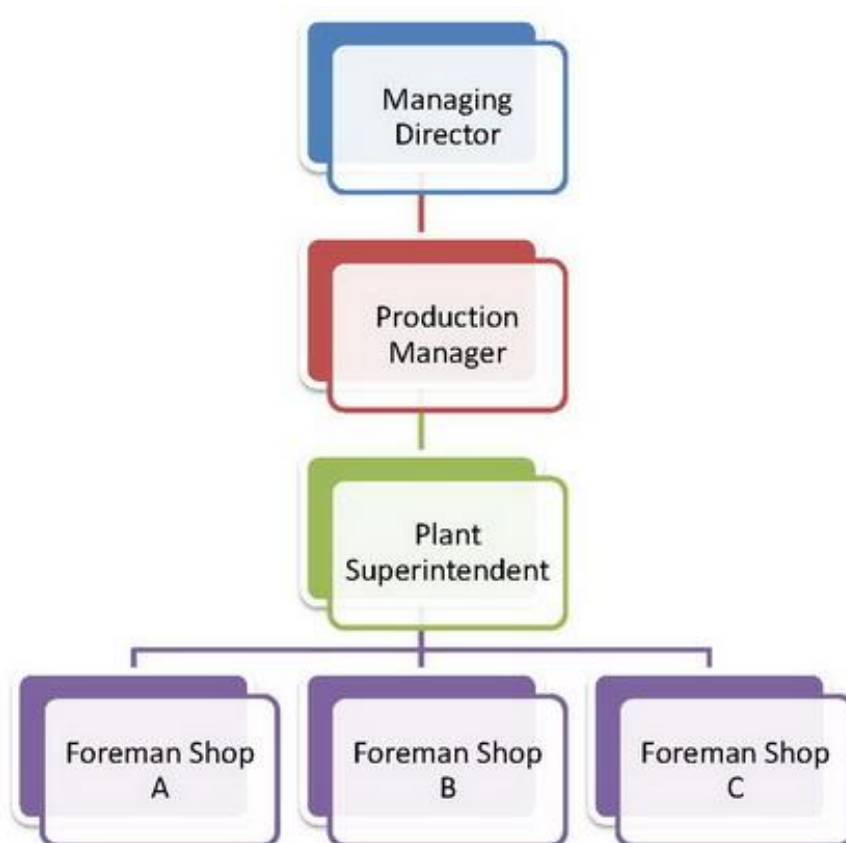 Managing
Director
Production
Manager
Plant
Superintendent
Foreman Shop
A
Foreman Shop
B
Foreman Shop
C